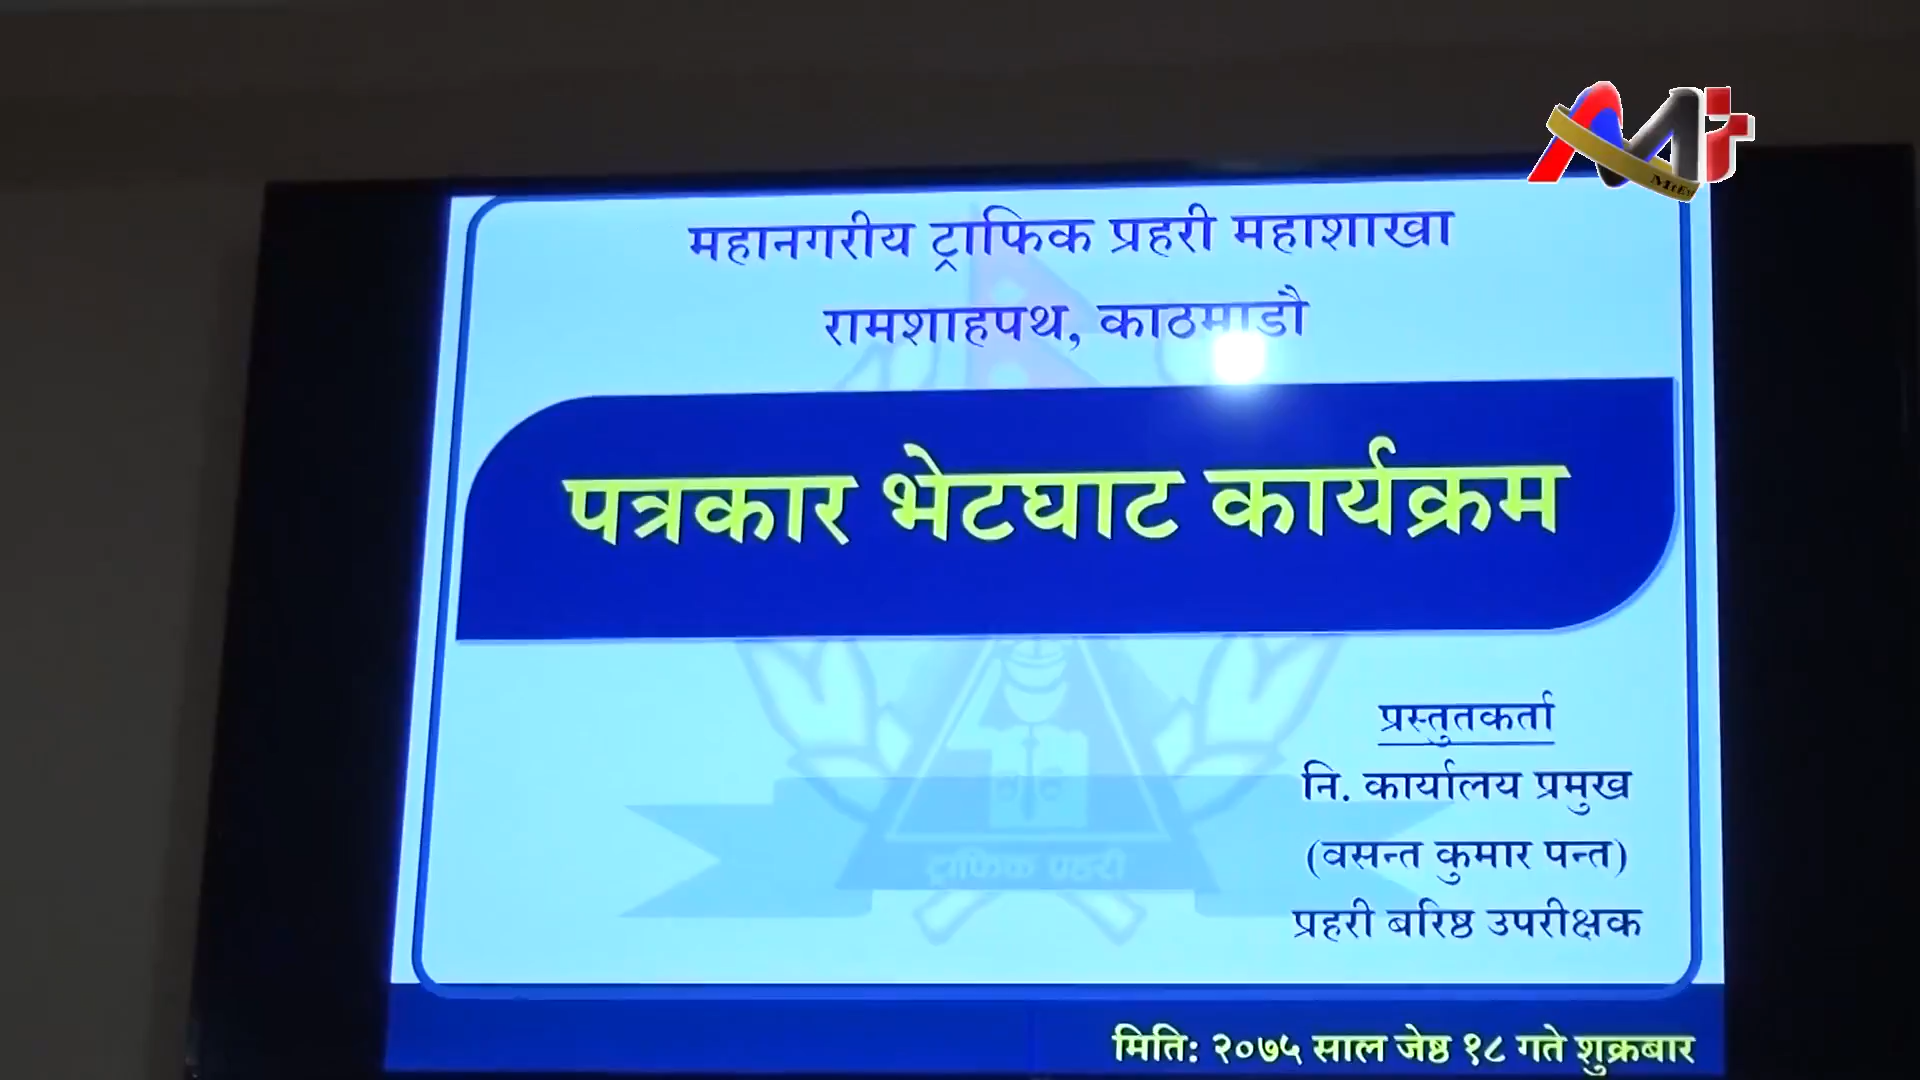 महानगरीय ट्राफिक प्रहरी महाशाखा
रामशाहपथ, काठमाडौ
पत्रकार भेटघाट कार्यक्रम
प्रस्तुतकर्ता
नि. कार्यालय प्रमुख
(वसन्त कुमार पन्त)
प्रहरी बरिष्ठ उपरीक्षक
ट्राफिक प्रहरी
मिति: २०७५ साल जेष्ठ १८ गते शुक्रबार